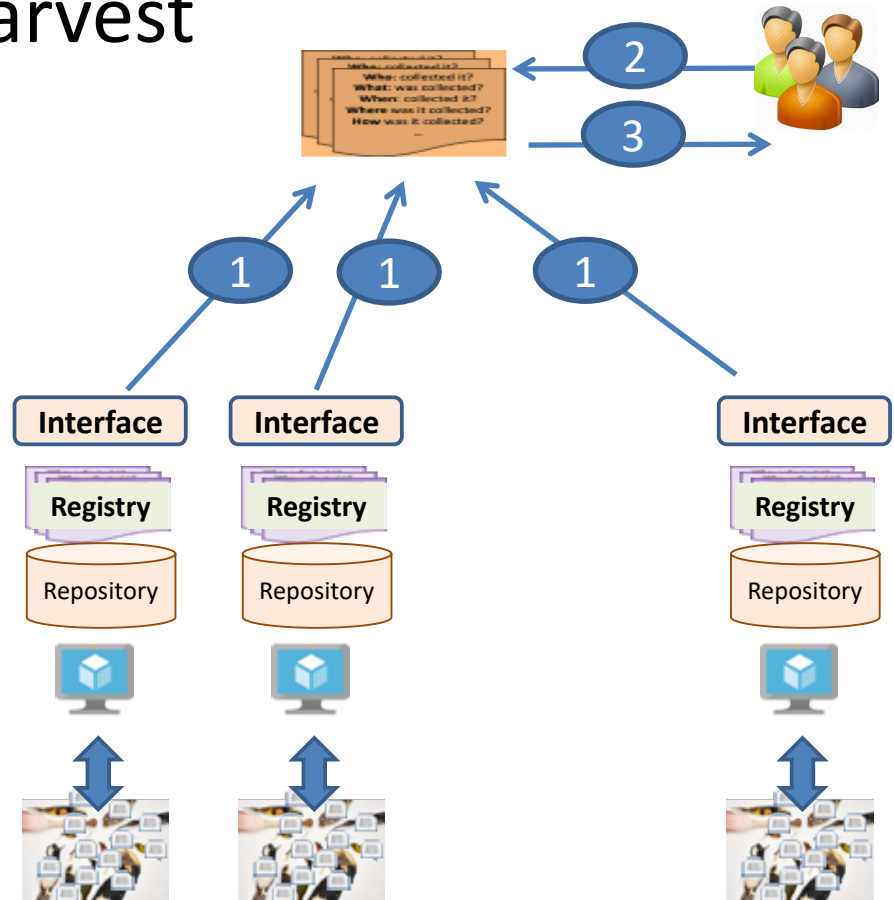 arvest
Who: collected it?
What: was collected?
When: collected it?
Where was it collected?
How was it collected?
...
2
3
1 1 1
Interface Interface Interface
Registry Registry Registry
Repository Repository Repository